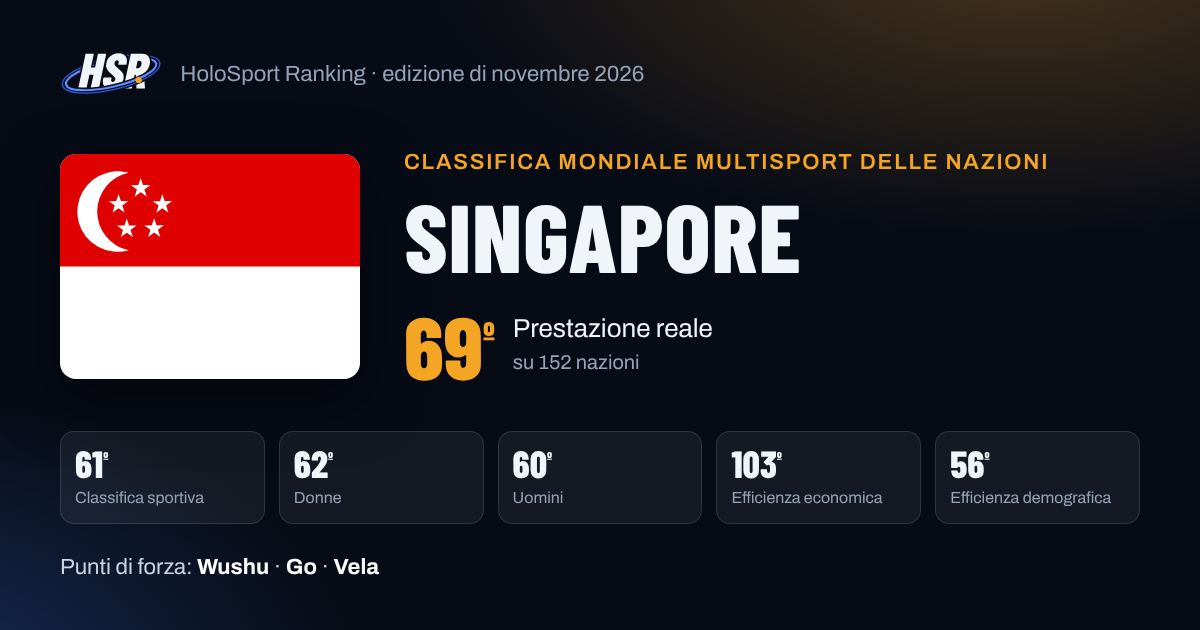 HSR
HoloSport Ranking · edizione di novembre 2026
CLASSIFICA MONDIALE MULTISPORT DELLE NAZIONI
SINGAPORE
69º
Prestazione reale
su 152 nazioni
61º
Classifica sportiva
62º
Donne
60º
Uomini
103º
Efficienza economica
56º
Efficienza demografica
Punti di forza: Wushu · Go · Vela